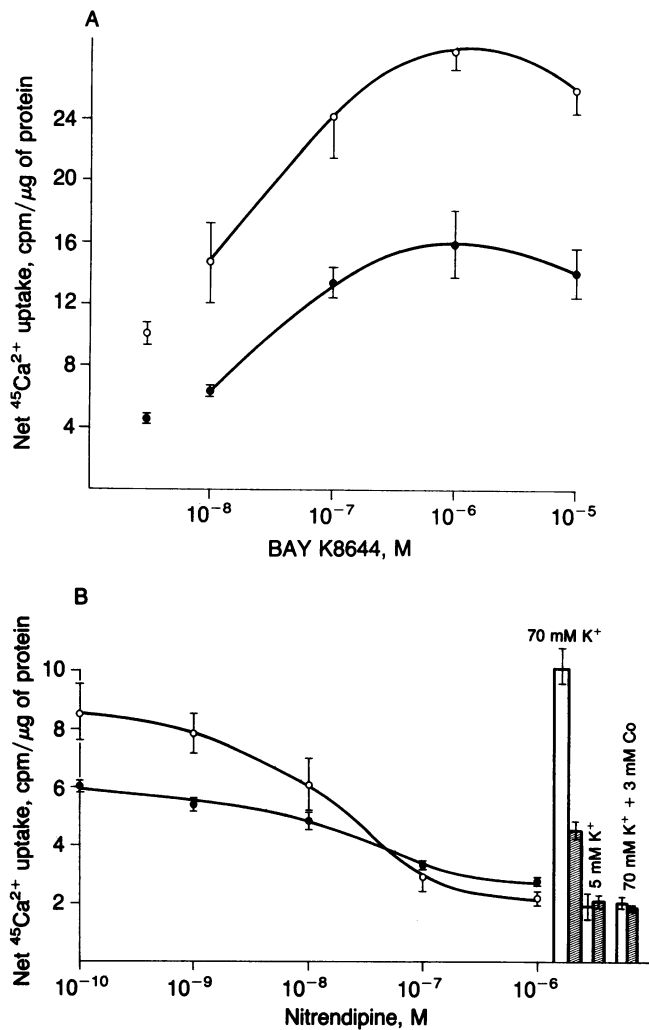 A
Net ⁴⁵Ca²⁺ uptake, cpm/μg of protein
24
20
16
12
8
4
10⁻⁸ 10⁻⁷ 10⁻⁶ 10⁻⁵
BAY K8644, M
B
Net ⁴⁵Ca²⁺ uptake, cpm/μg of protein
10
8
6
4
2
70 mM K⁺
5 mM K⁺
70 mM K⁺ + 3 mM Co
10⁻¹⁰ 10⁻⁹ 10⁻⁸ 10⁻⁷ 10⁻⁶
Nitrendipine, M